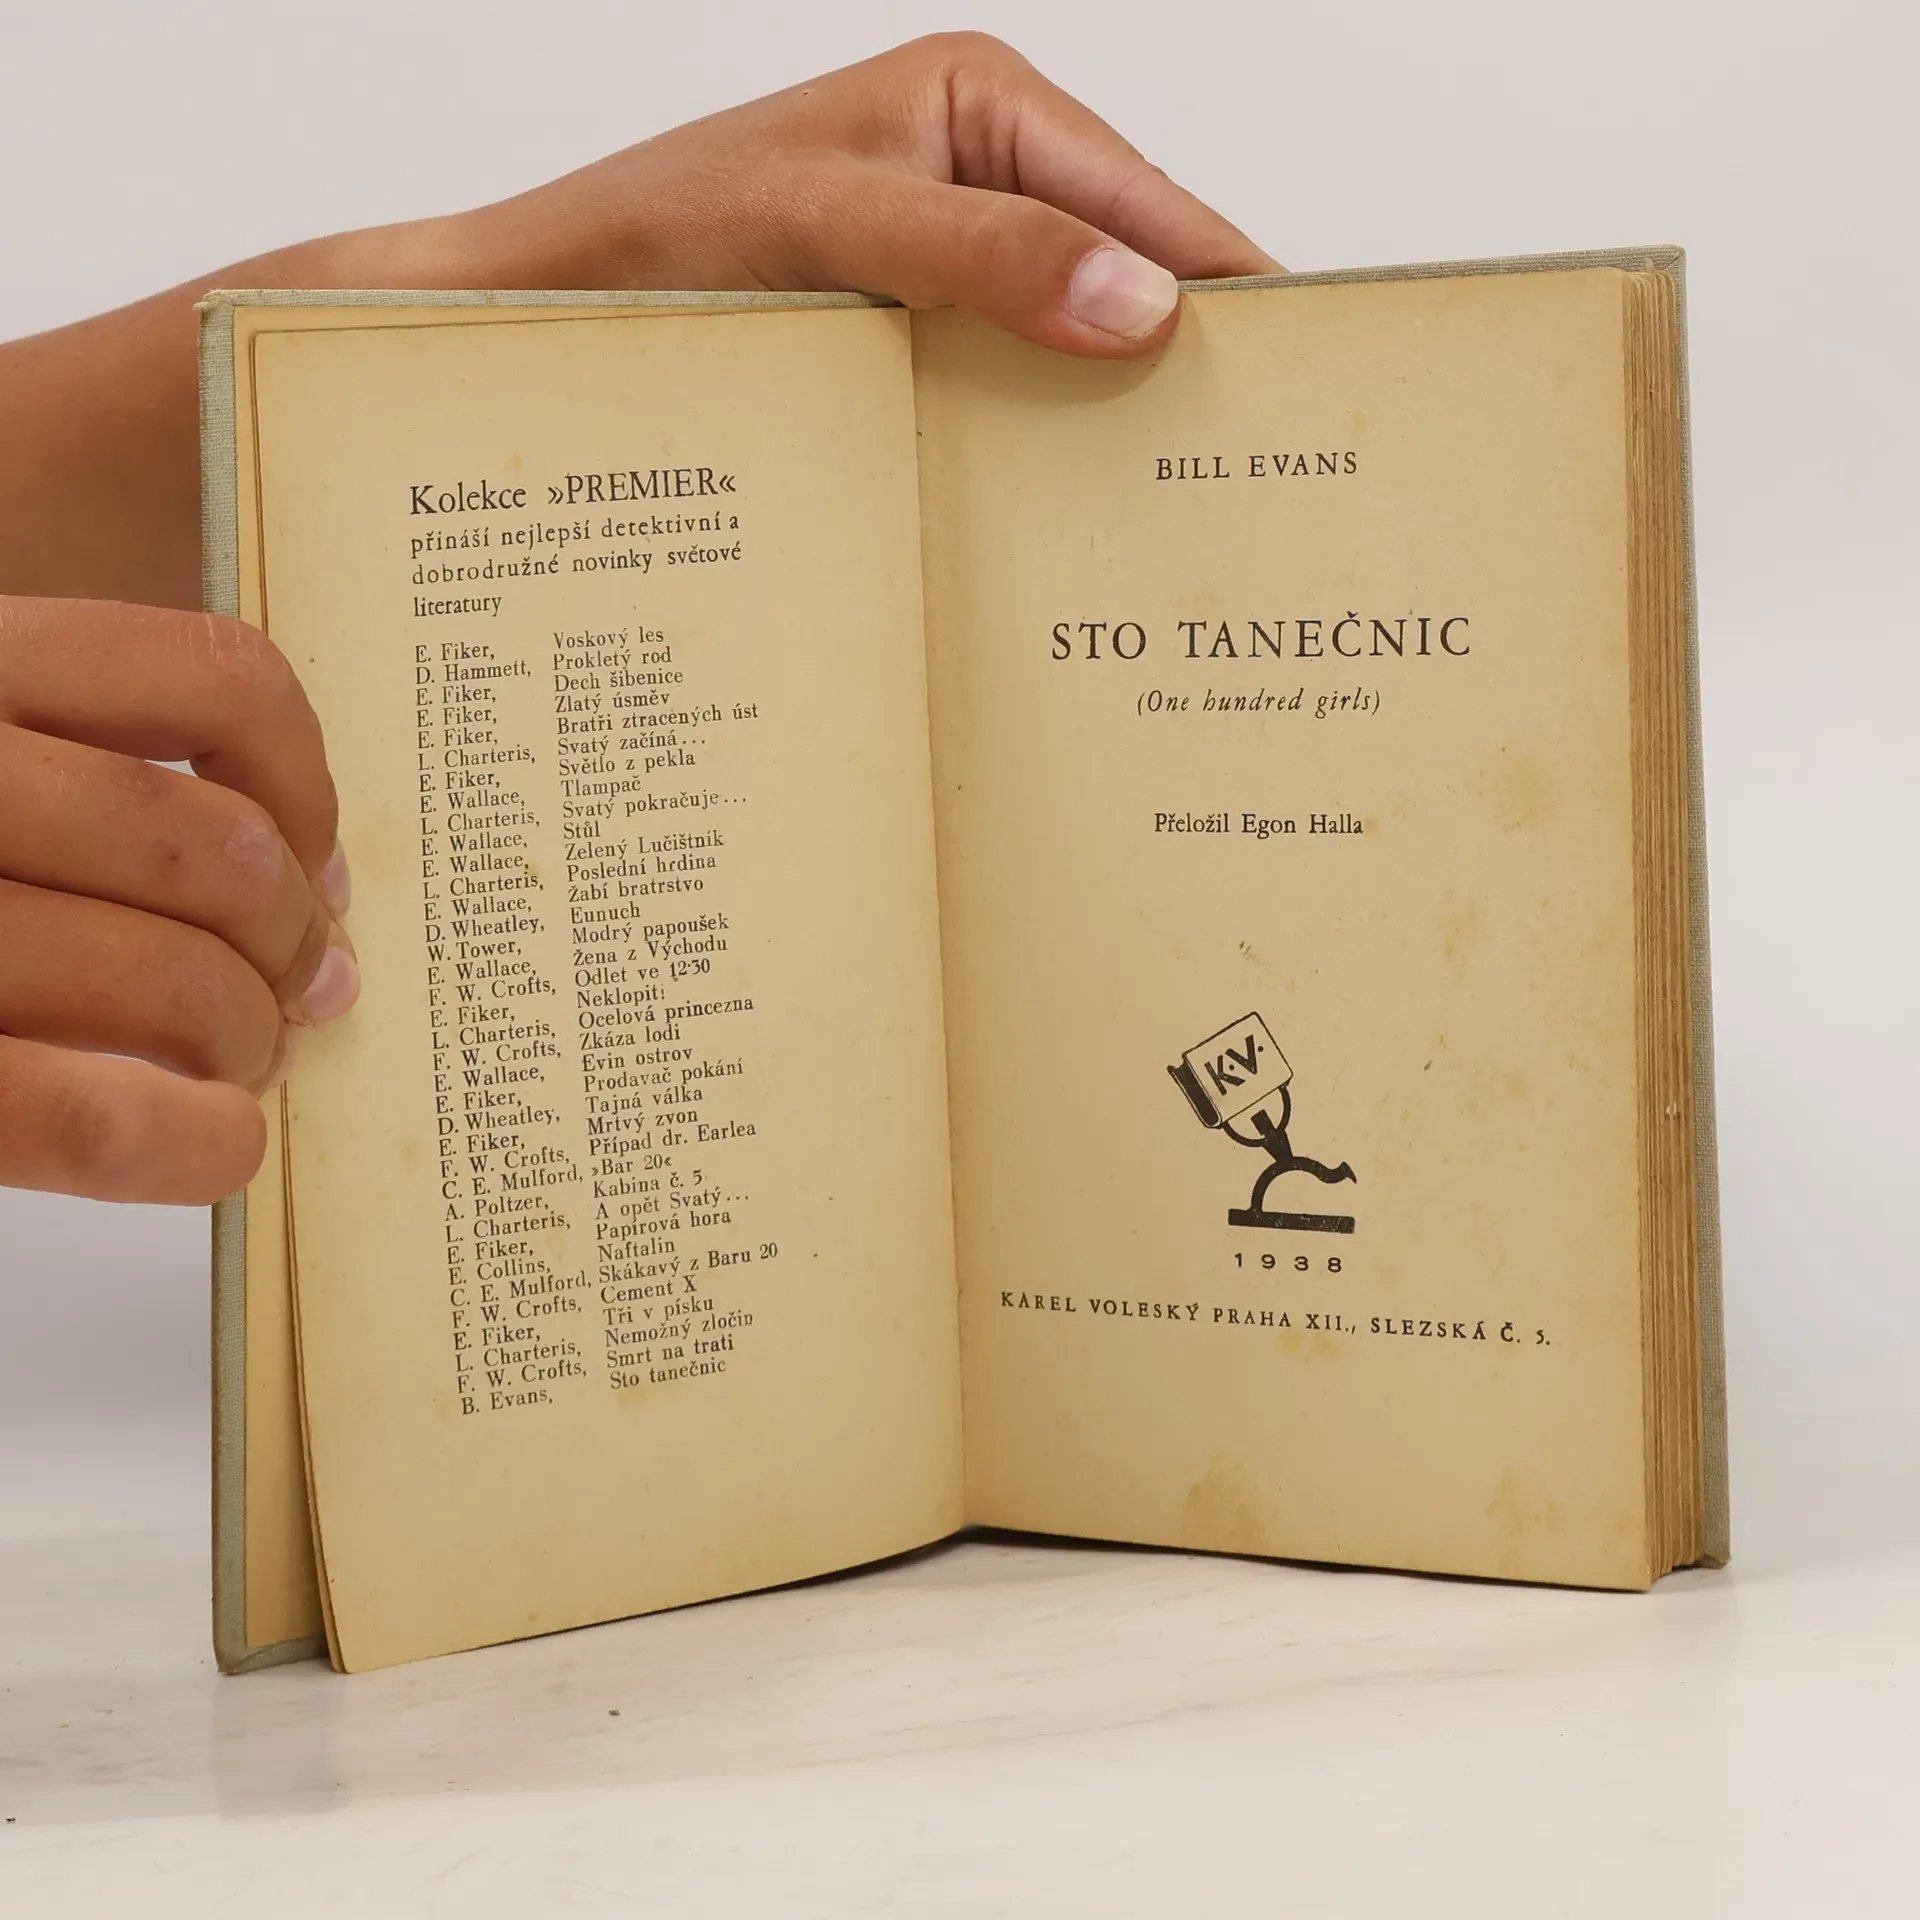 Kolekce »PREMIER«
přináší nejlepší detektivní a
dobrodružné novinky světové
literatury
E. Fiker, Voskový les
D. Hammett, Prokletý rod
E. Fiker, Dech šibenice
E. Fiker, Zlatý úsměv
E. Fiker, Bratři ztracených úst
L. Charteris, Svatý začíná...
E. Fiker, Světlo z pekla
E. Wallace, Tlampač
L. Charteris, Svatý pokračuje...
E. Wallace, Stůl
E. Wallace, Zelený Lučištník
L. Charteris, Poslední hrdina
E. Wallace, Žabí bratrstvo
D. Wheatley, Eunuch
W. Tower, Modrý papoušek
E. Wallace, Žena z Východu
F. W. Crofts, Odlet ve 12·30
E. Fiker, Neklopit!
L. Charteris, Ocelová princezna
F. W. Crofts, Zkáza lodi
E. Wallace, Evin ostrov
E. Fiker, Prodavač pokání
D. Wheatley, Tajná válka
E. Fiker, Mrtvý zvon
F. W. Crofts, Případ dr. Earlea
C. E. Mulford, »Bar 20«
A. Poltzer, Kabina č. 5
L. Charteris, A opět Svatý...
E. Fiker, Papírová hora
E. Collins, Naftalin
C. E. Mulford, Skákavý z Baru 20
F. W. Crofts, Cement X
E. Fiker, Tři v písku
L. Charteris, Nemožný zločin
F. W. Crofts, Smrt na trati
B. Evans, Sto tanečnic
BILL EVANS
STO TANEČNIC
(One hundred girls)
Přeložil Egon Halla
K.V.
1938
KAREL VOLESKÝ PRAHA XII., SLEZSKÁ Č. 5.